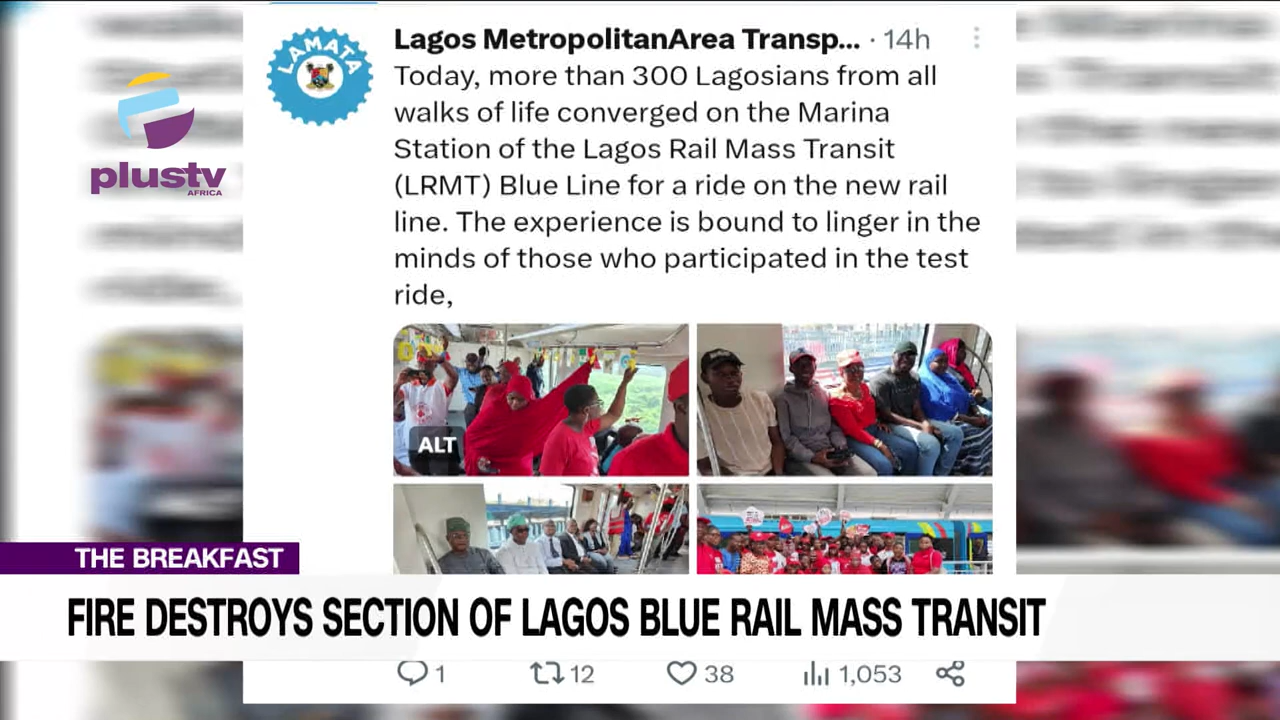 LAMATA
Lagos MetropolitanArea Transp... · 14h
Today, more than 300 Lagosians from all
walks of life converged on the Marina
Station of the Lagos Rail Mass Transit
(LRMT) Blue Line for a ride on the new rail
line. The experience is bound to linger in the
minds of those who participated in the test
ride,
plustv
AFRICA
ALT
THE BREAKFAST
FIRE DESTROYS SECTION OF LAGOS BLUE RAIL MASS TRANSIT
1 12 38 1,053